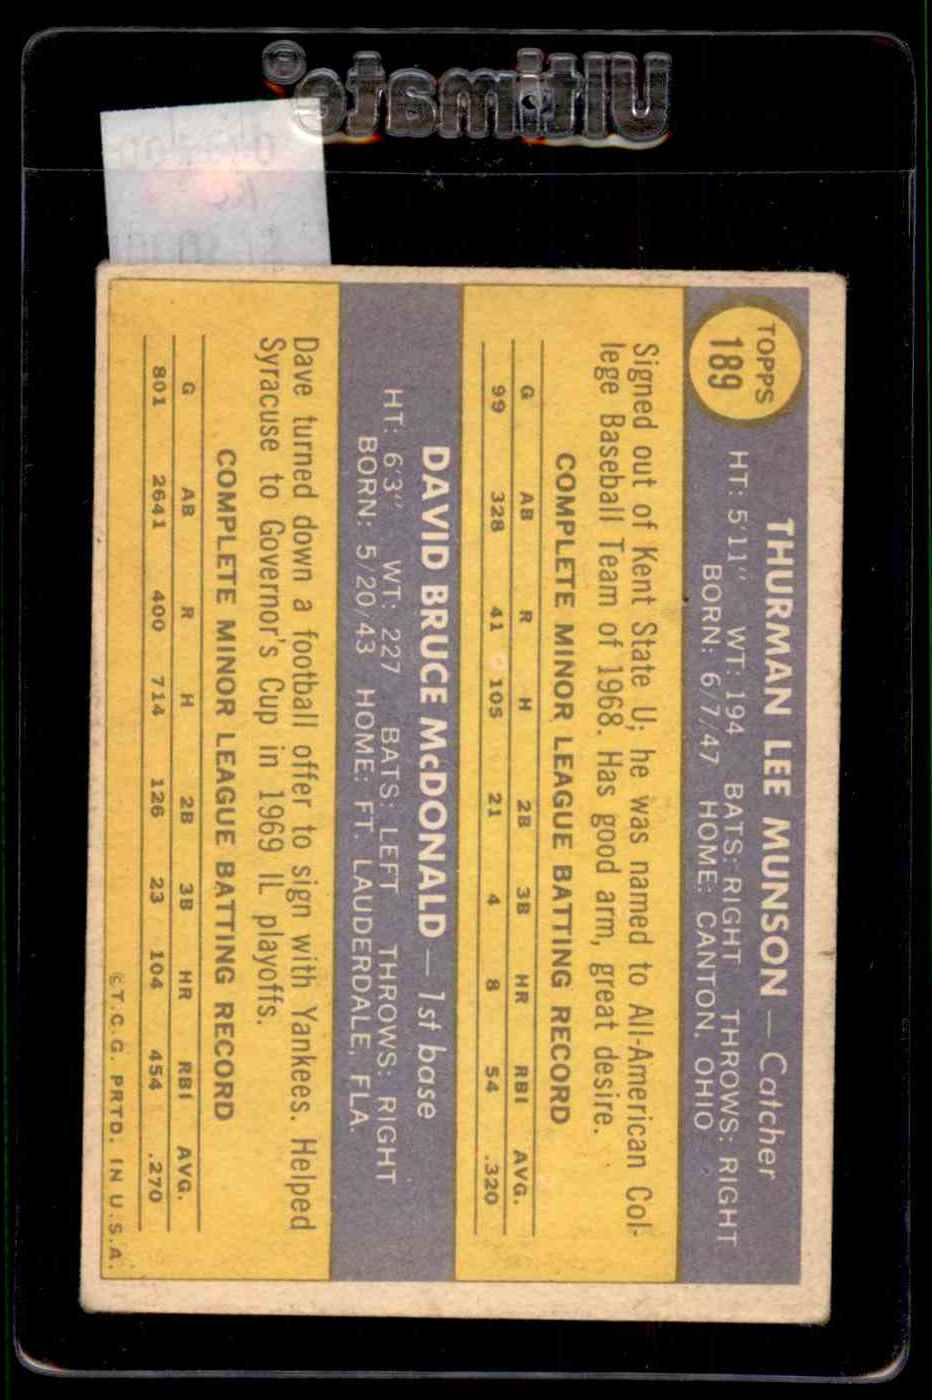 Ultimate®
TOPPS
189
THURMAN LEE MUNSON — Catcher
HT: 5'11" WT: 194 BATS: RIGHT THROWS: RIGHT
BORN: 6/7/47 HOME: CANTON, OHIO
Signed out of Kent State U; he was named to All-American Col-
lege Baseball Team of 1968. Has good arm, great desire.
COMPLETE MINOR LEAGUE BATTING RECORD
G AB R H 2B 3B HR RBI AVG.
99 328 41 105 21 4 8 54 .320
DAVID BRUCE McDONALD — 1st base
HT: 6'3" WT: 227 BATS: LEFT THROWS: RIGHT
BORN: 5/20/43 HOME: FT. LAUDERDALE, FLA.
Dave turned down a football offer to sign with Yankees. Helped
Syracuse to Governor's Cup in 1969 IL playoffs.
COMPLETE MINOR LEAGUE BATTING RECORD
G AB R H 2B 3B HR RBI AVG.
801 2641 400 714 126 23 104 454 .270
©T.C.G. PRTD. IN U.S.A.